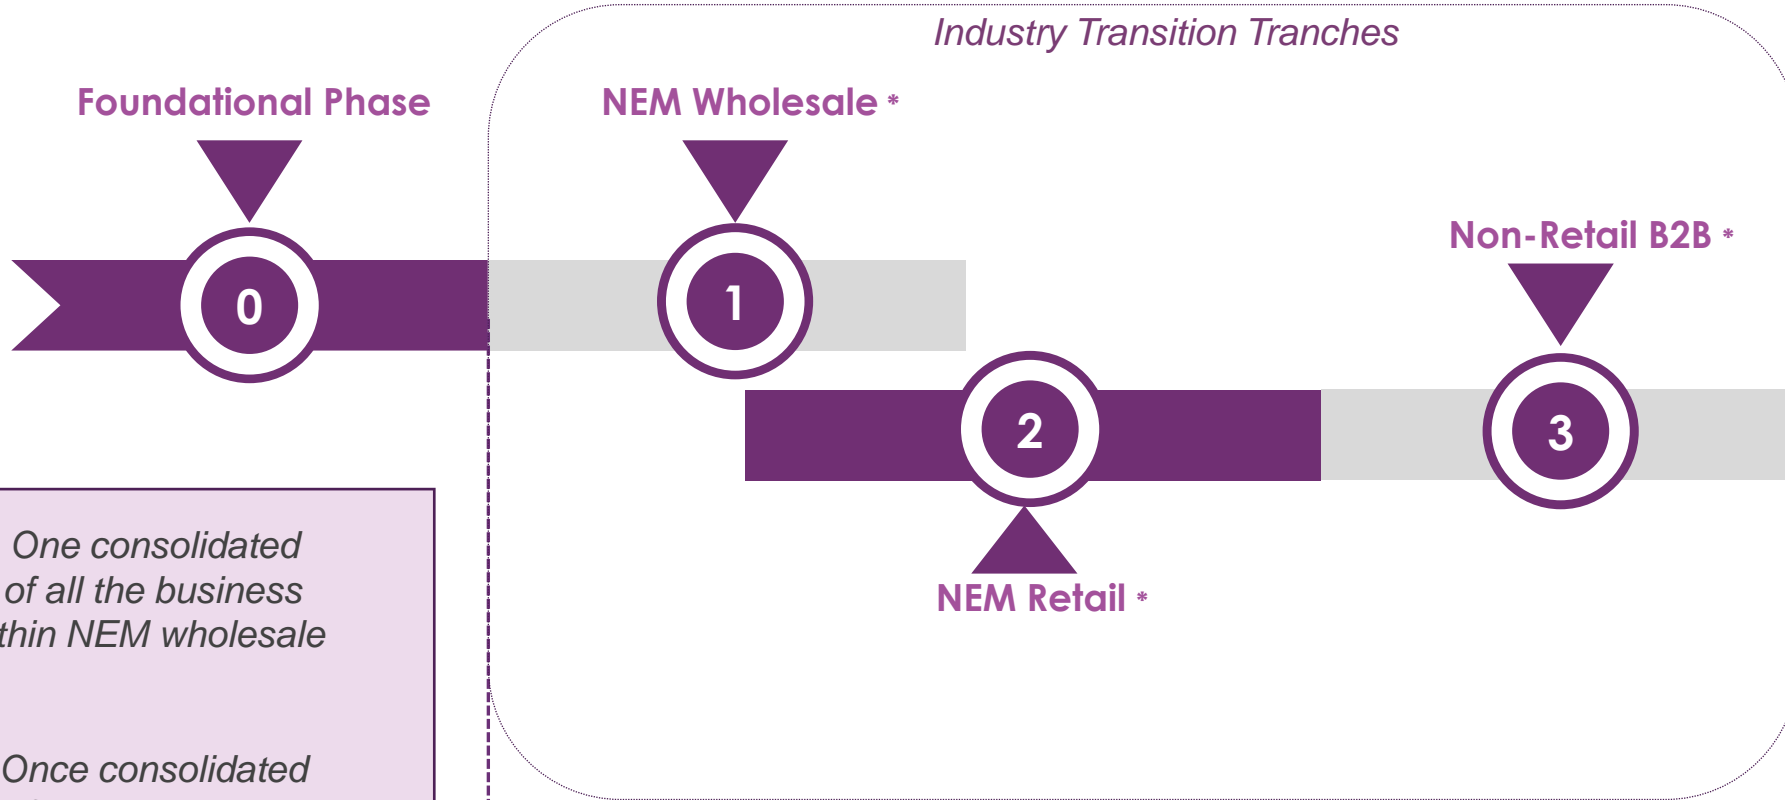 Industry Transition Tranches
Foundational Phase
NEM Wholesale *
Non-Retail B2B *
0
1
2
3
NEM Retail *
One consolidated
of all the business
thin NEM wholesale
Once consolidated